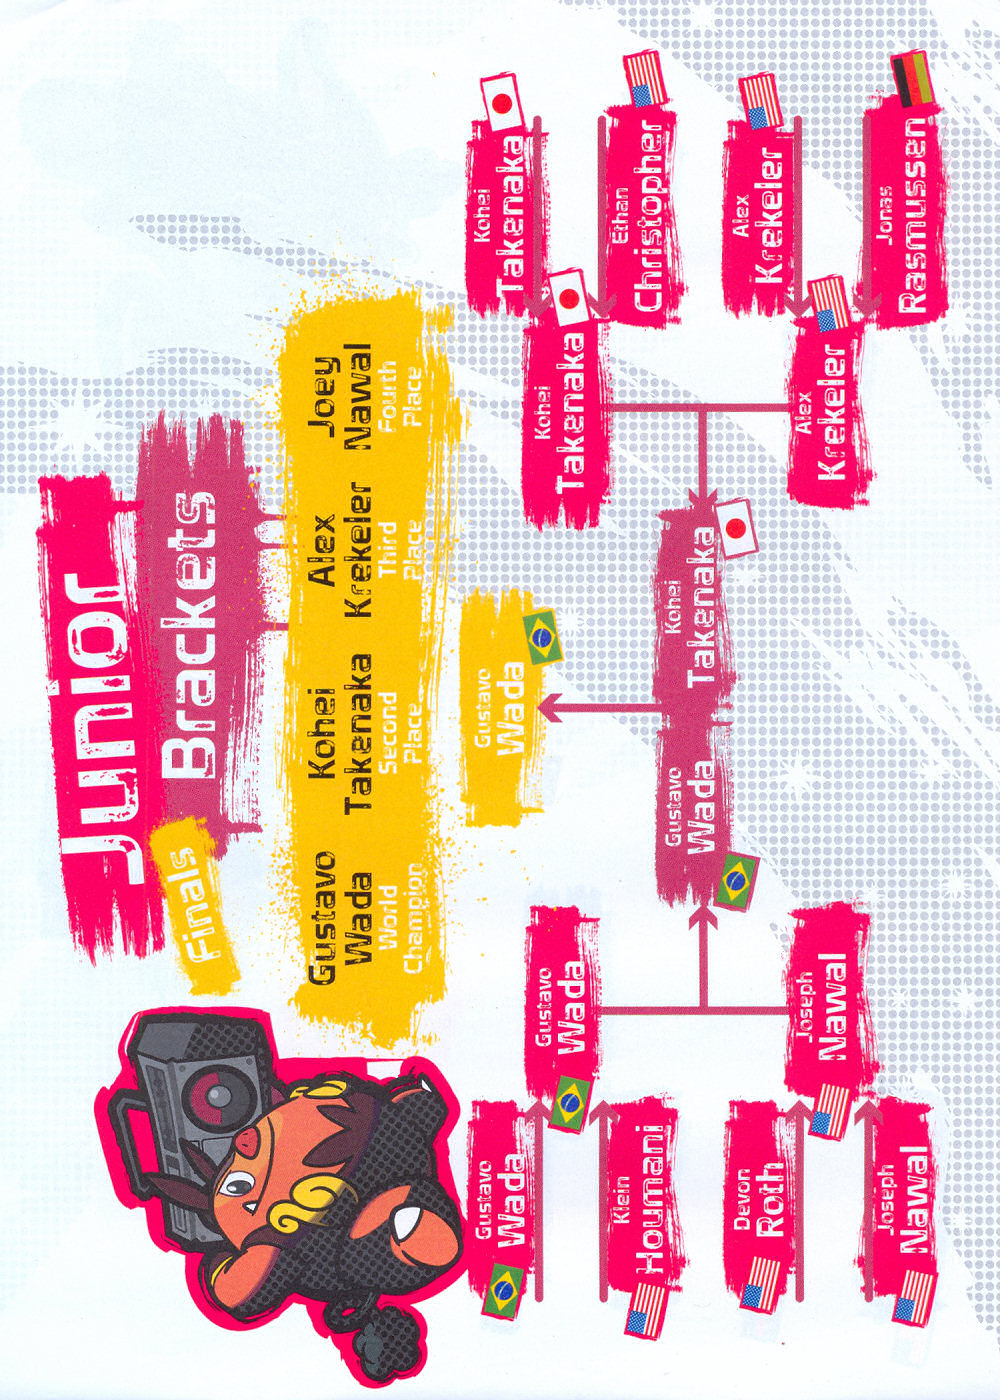 Junior
Finals
Brackets
Gustavo
Wada
World
Champion
Kohei
Takenaka
Second
Place
Alex
Krekeler
Third
Place
Joey
Nawal
Fourth
Place
Gustavo
Wada
Klein
Houmani
Devon
Roth
Joseph
Nawal
Gustavo
Wada
Joseph
Nawal
Gustavo
Wada
Gustavo
Wada
Kohei
Takenaka
Kohei
Takenaka
Alex
Krekeler
Kohei
Takenaka
Ethan
Christopher
Alex
Krekeler
Jonas
Rasmussen